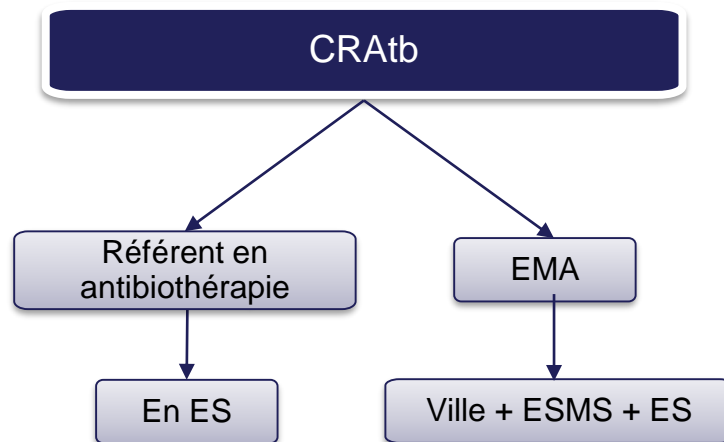 CRAtb
Référent en
antibiothérapie
EMA
En ES
Ville + ESMS + ES